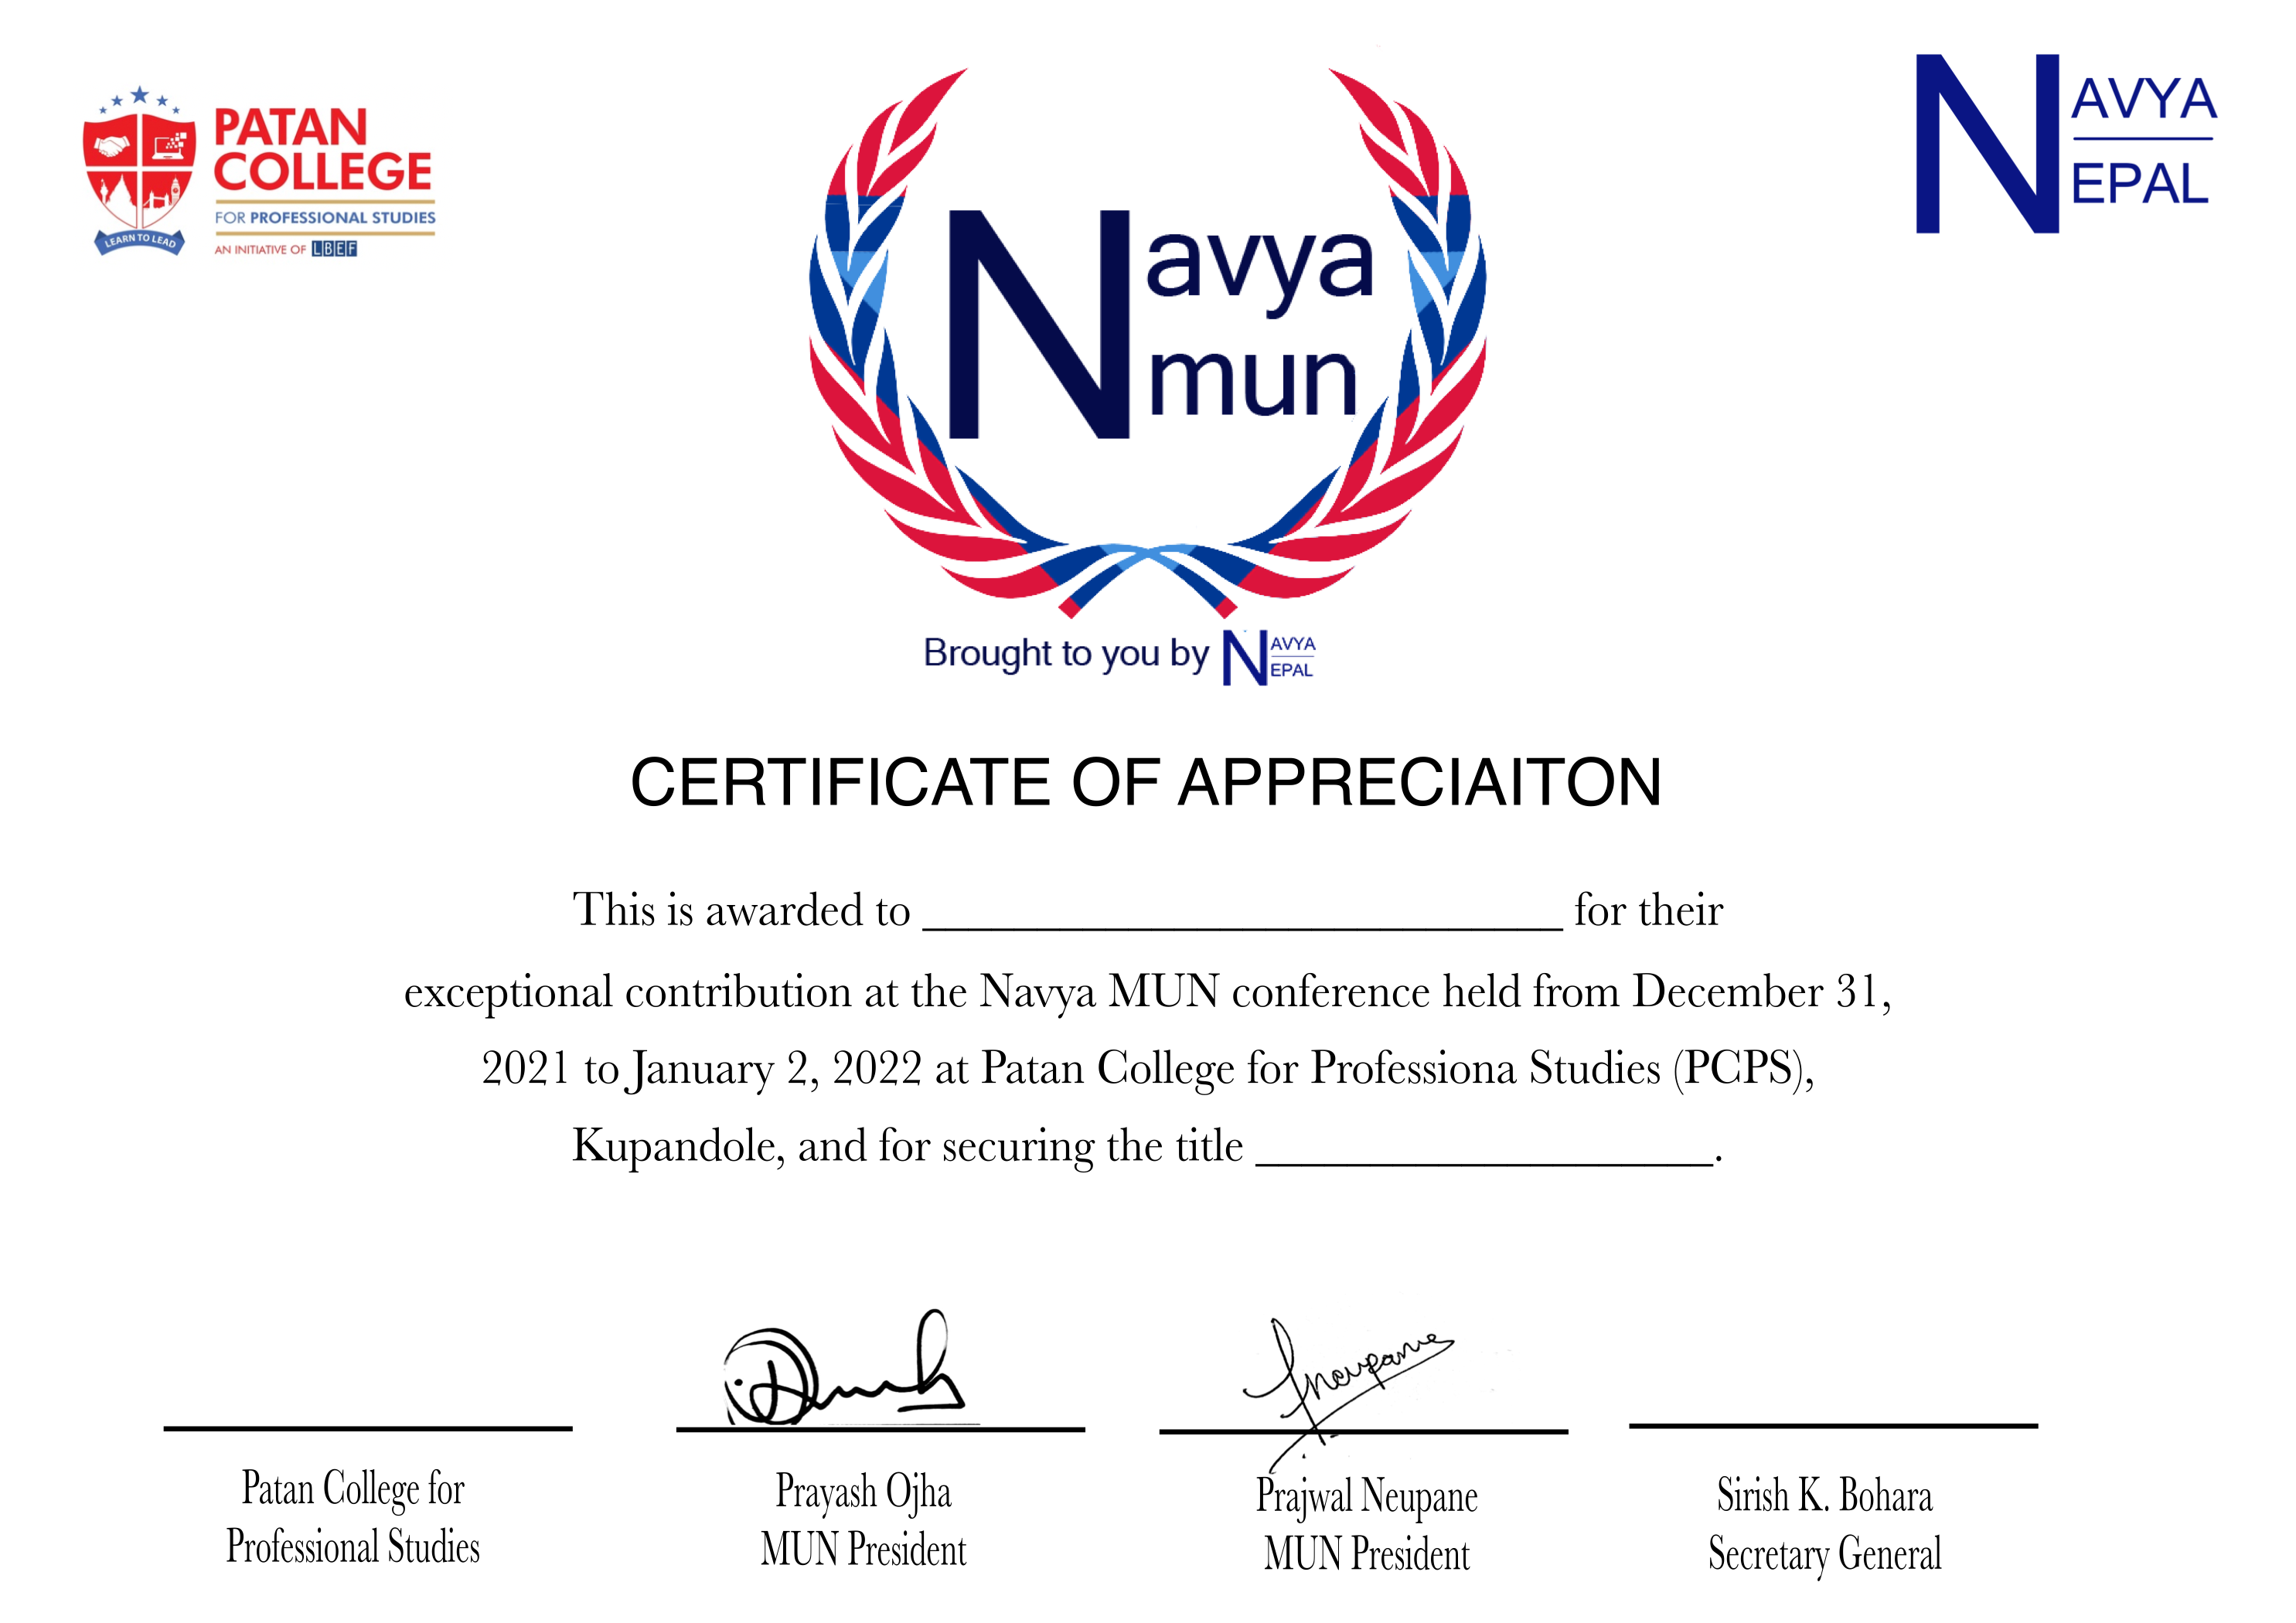 PATAN
COLLEGE
FOR PROFESSIONAL STUDIES
AN INITIATIVE OF LBEF
LEARN TO LEAD
Navya
mun
NAVYA
NEPAL
Brought to you by NAVYA
NEPAL
CERTIFICATE OF APPRECIAITON
This is awarded to ____________________________ for their
exceptional contribution at the Navya MUN conference held from December 31,
2021 to January 2, 2022 at Patan College for Professiona Studies (PCPS),
Kupandole, and for securing the title ____________________.
Neupane
Patan College for
Professional Studies
Prayash Ojha
MUN President
Prajwal Neupane
MUN President
Sirish K. Bohara
Secretary General